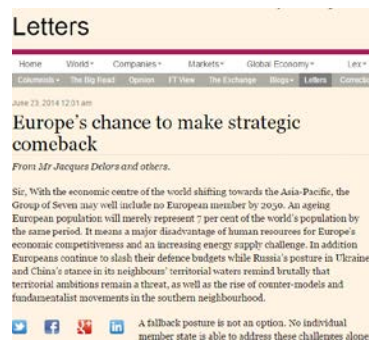 Letters
Home World Companies Markets Global Economy Lex
Columnists The Big Read Opinion FT View The Exchange Blogs Letters
June 23, 2014 12:01 am
Europe's chance to make strategic
comeback
From Mr Jacques Delors and others.
Sir, With the economic centre of the world shifting towards the Asia-Pacific, the
Group of Seven may well include no European member by 2050. An ageing
European population will merely represent 7 per cent of the world's population by
the same period. It means a major disadvantage of human resources for Europe's
economic competitiveness and an increasing energy supply challenge. In addition
Europeans continue to slash their defence budgets while Russia's posture in Ukraine
and China's stance in its neighbours' territorial waters remind brutally that
territorial ambitions remain a threat, as well as the rise of counter-models and
fundamentalist movements in the southern neighbourhood.
A fallback posture is not an option. No individual
member state is able to address these challenges alone